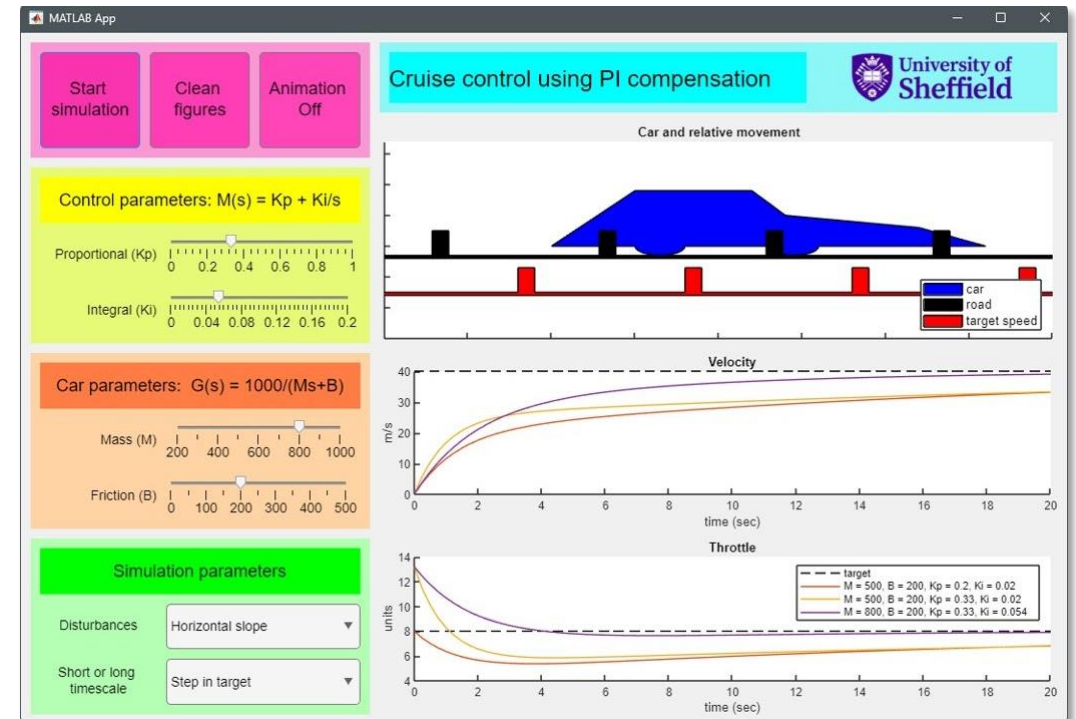 MATLAB App
Start
simulation
Clean
figures
Animation
Off
Cruise control using PI compensation
University of
Sheffield
Control parameters: M(s) = Kp + Ki/s
Proportional (Kp)
0 0.2 0.4 0.6 0.8 1
Integral (Ki)
0 0.04 0.08 0.12 0.16 0.2
Car parameters: G(s) = 1000/(Ms+B)
Mass (M)
200 400 600 800 1000
Friction (B)
0 100 200 300 400 500
Simulation parameters
Disturbances
Horizontal slope
Short or long
timescale
Step in target
Car and relative movement
car
road
target speed
Velocity
40
30
20
10
0
m/s
0 2 4 6 8 10 12 14 16 18 20
time (sec)
Throttle
14
12
10
8
6
4
units
target
M = 500, B = 200, Kp = 0.2, Ki = 0.02
M = 500, B = 200, Kp = 0.33, Ki = 0.02
M = 800, B = 200, Kp = 0.33, Ki = 0.054
0 2 4 6 8 10 12 14 16 18 20
time (sec)